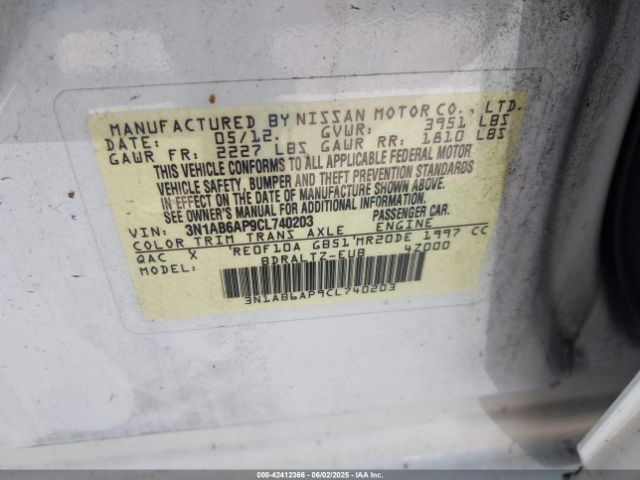 MANUFACTURED BY NISSAN MOTOR CO., LTD.
DATE: 05/12. GVWR: 3951 LBS
GAWR FR: 2227 LBS GAWR RR: 1810 LBS
THIS VEHICLE CONFORMS TO ALL APPLICABLE FEDERAL MOTOR
VEHICLE SAFETY, BUMPER AND THEFT PREVENTION STANDARDS
IN EFFECT ON THE DATE OF MANUFACTURE SHOWN ABOVE.
SEE OWNER'S MANUAL FOR ADDITIONAL INFORMATION.
VIN: 3N1AB6AP9CL740203 PASSENGER CAR.
COLOR TRIM TRANS AXLE ENGINE
QAC X RE0F10A GB51 MR20DE 1997 CC
MODEL: BDRALTZ-EUB 4Z000
3N1AB6AP9CL740203
000-42412366 - 06/02/2025 - IAA Inc.